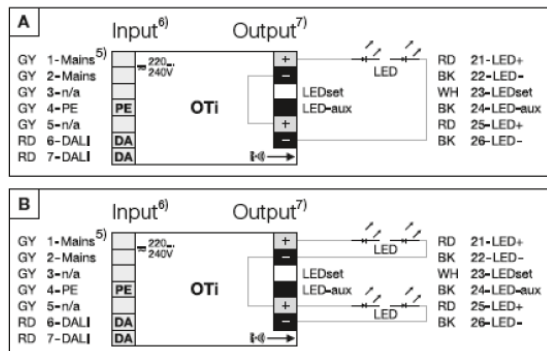 A
Input6) Output7)
GY 1-Mains5) 220... 240V + LED RD 21-LED+
GY 2-Mains − BK 22-LED-
GY 3-n/a LEDset WH 23-LEDset
GY 4-PE PE OTi LED-aux BK 24-LED-aux
GY 5-n/a + RD 25-LED+
RD 6-DALI DA − BK 26-LED-
RD 7-DALI DA
B
Input6) Output7)
GY 1-Mains5) 220... 240V + LED RD 21-LED+
GY 2-Mains − BK 22-LED-
GY 3-n/a LEDset WH 23-LEDset
GY 4-PE PE OTi LED-aux BK 24-LED-aux
GY 5-n/a + LED RD 25-LED+
RD 6-DALI DA − BK 26-LED-
RD 7-DALI DA